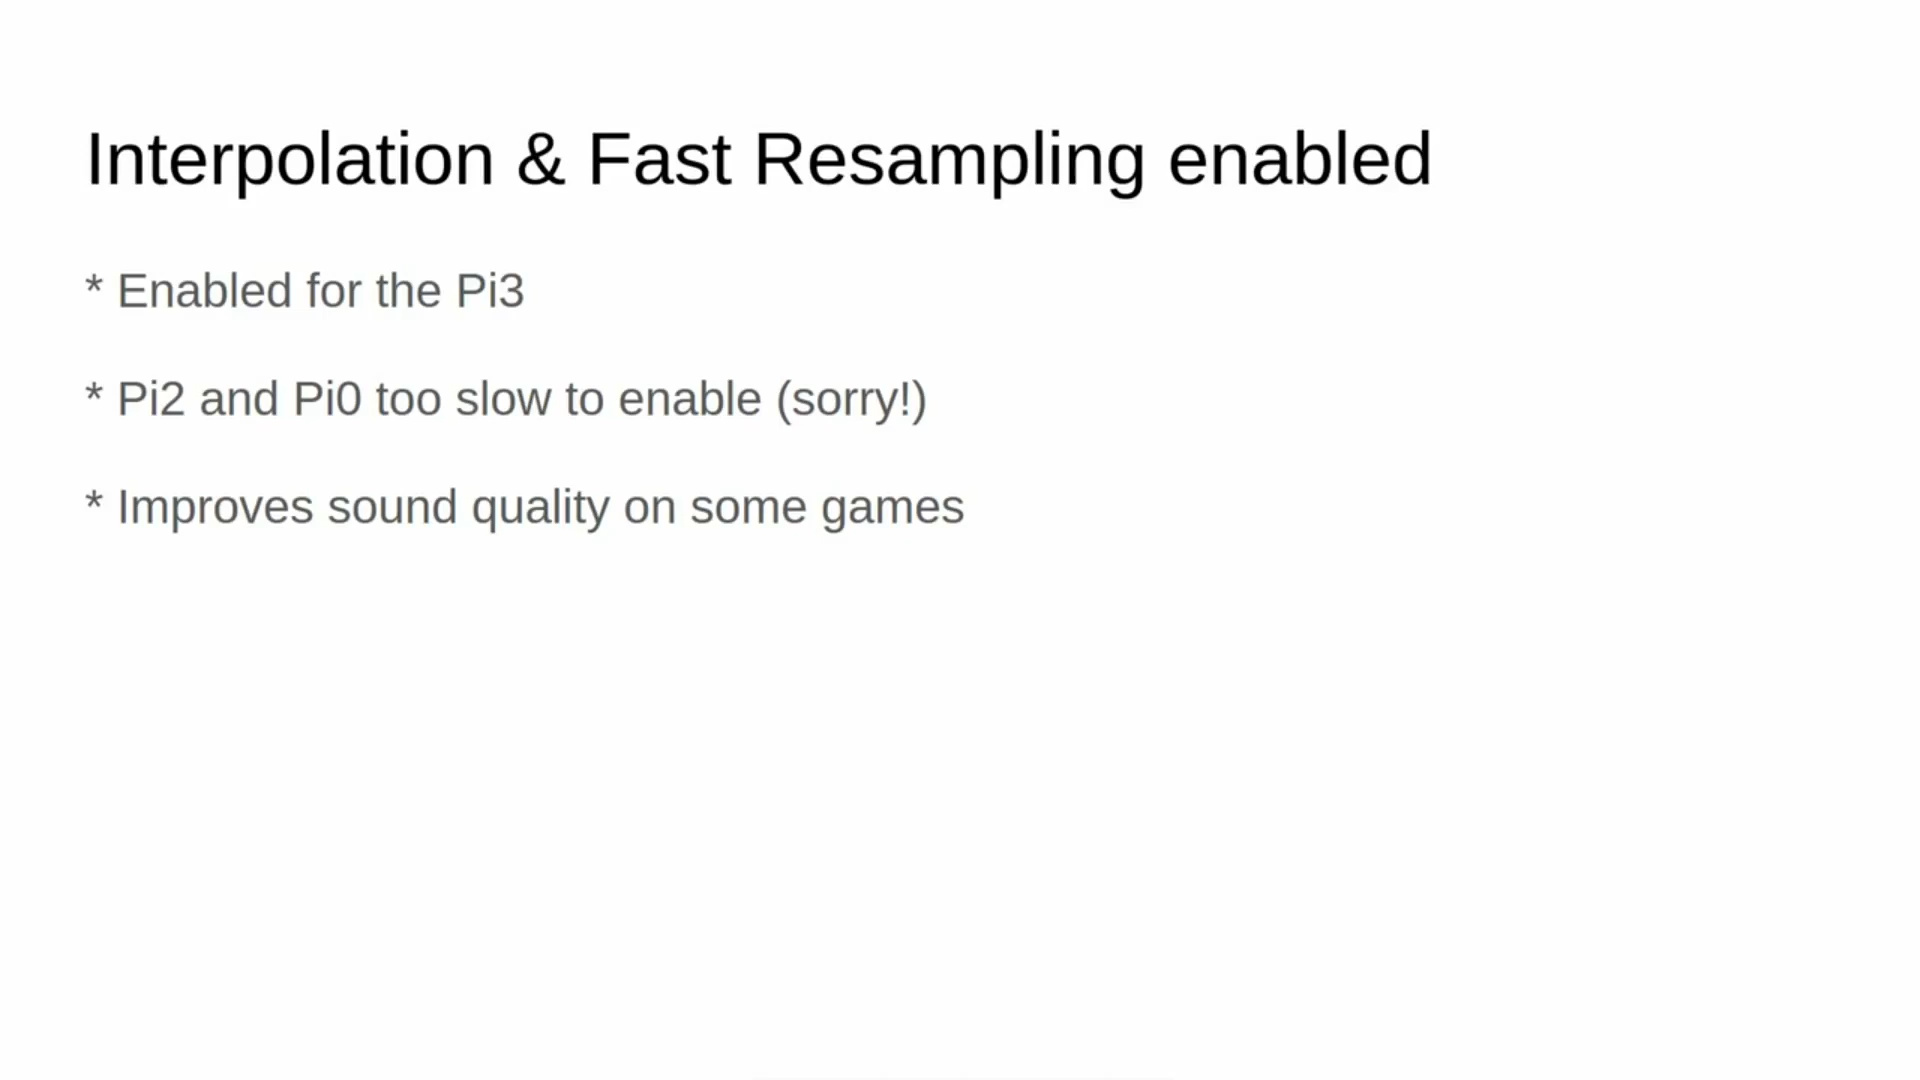 Interpolation & Fast Resampling enabled
* Enabled for the Pi3
* Pi2 and Pi0 too slow to enable (sorry!)
* Improves sound quality on some games